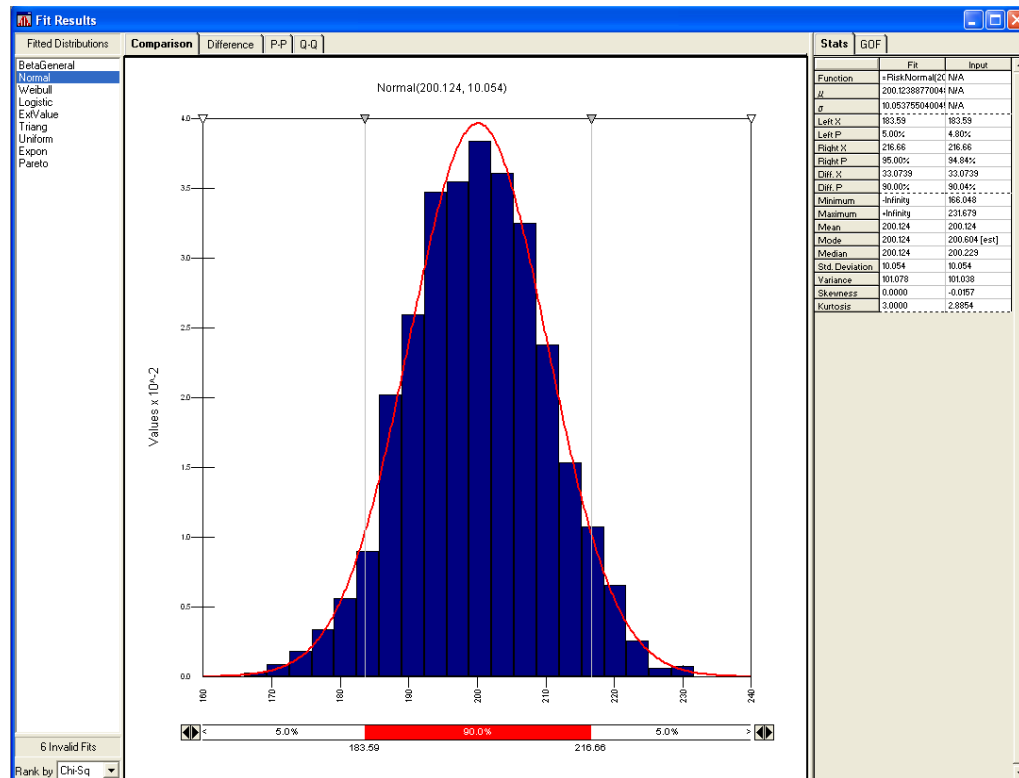 Fit Results
Fitted Distributions
Comparison Difference P-P Q-Q
Stats GOF
BetaGeneral
Normal
Weibull
Logistic
ExtValue
Triang
Uniform
Expon
Pareto
6 Invalid Fits
Rank by Chi-Sq
Normal(200.124, 10.054)
Values x 10^-2
4.0
3.5
3.0
2.5
2.0
1.5
1.0
0.5
0.0
160 170 180 190 200 210 220 230 240
< 5.0% 90.0% 5.0% >
183.59 216.66
Fit Input
Function =RiskNormal(20 N/A
μ 200.1238877004 N/A
σ 10.0537550400 N/A
Left X 183.59 183.59
Left P 5.00% 4.80%
Right X 216.66 216.66
Right P 95.00% 94.84%
Diff. X 33.0739 33.0739
Diff. P 90.00% 90.04%
Minimum -Infinity 166.048
Maximum +Infinity 231.679
Mean 200.124 200.124
Mode 200.124 200.604 [est]
Median 200.124 200.229
Std. Deviation 10.054 10.054
Variance 101.078 101.038
Skewness 0.0000 -0.0157
Kurtosis 3.0000 2.8854